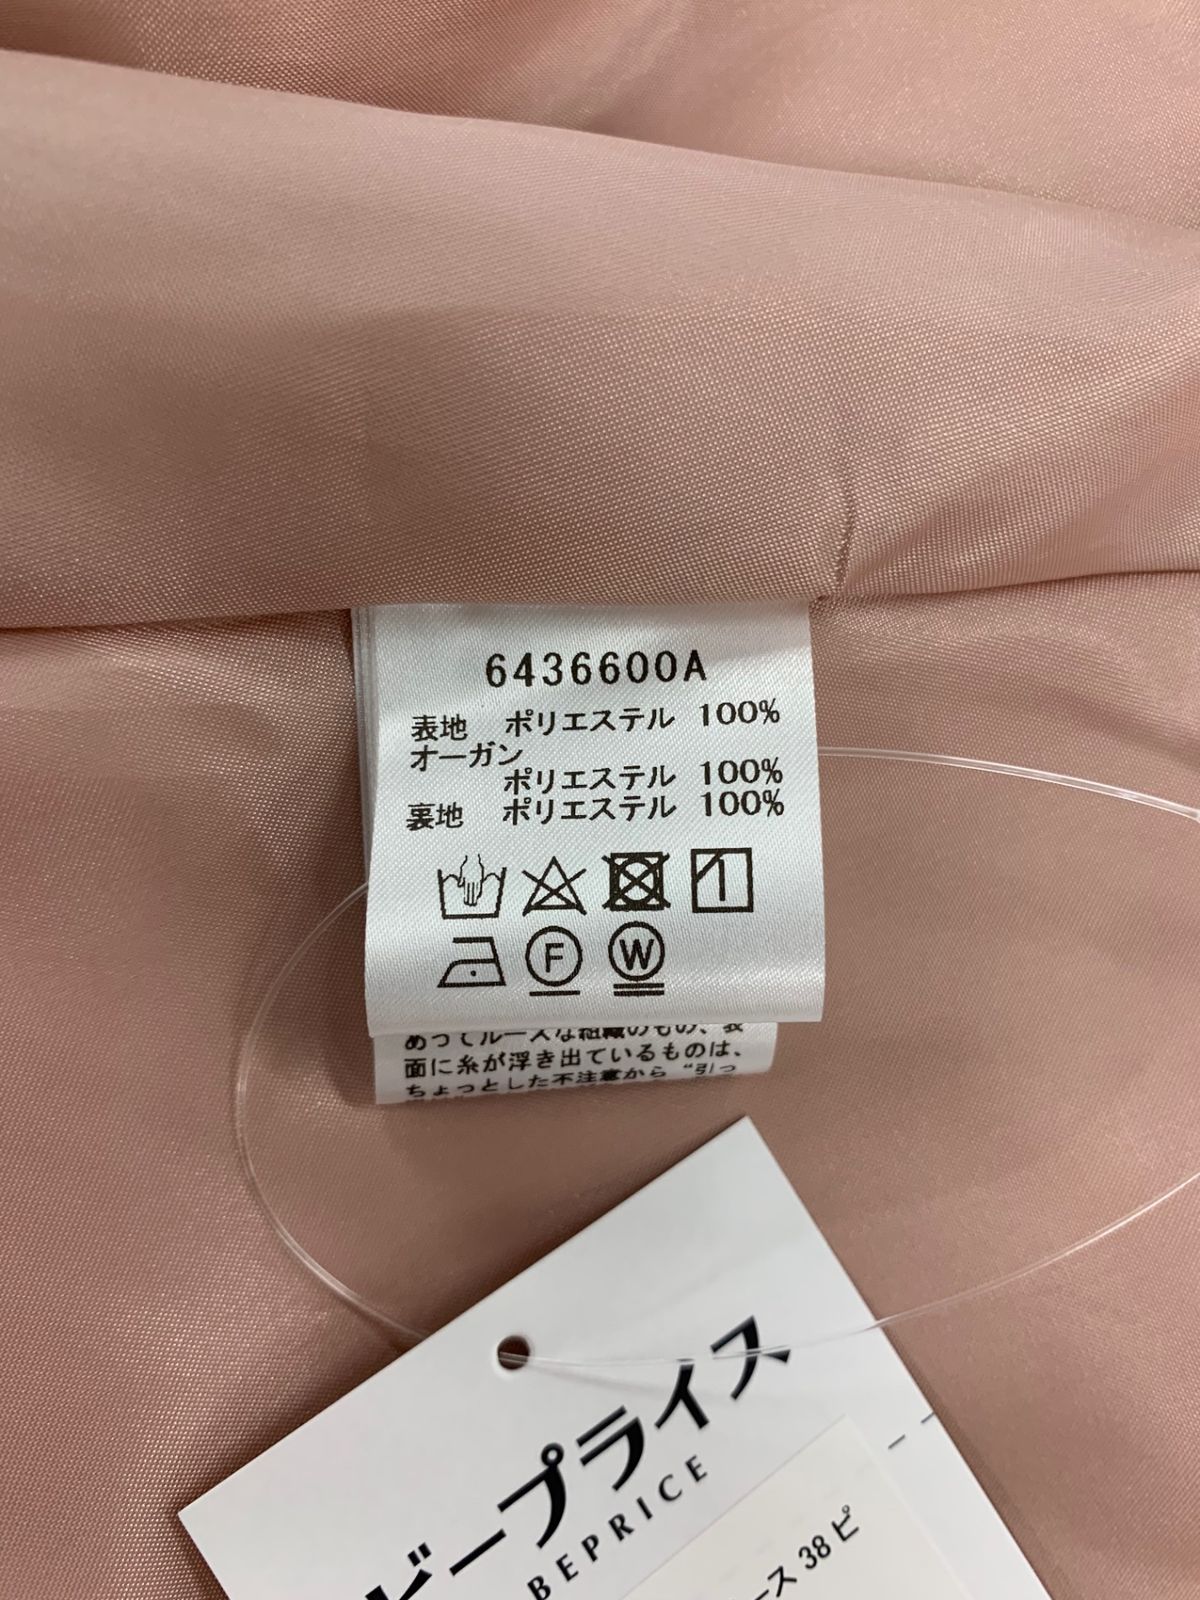 6436600A
表地 ポリエステル 100%
オーガン
ポリエステル 100%
裏地 ポリエステル 100%
F
W
あってルーズな組織のもの、表
面に糸が浮き出ているものは、
ちょっとした不注意から “引っ
ビープライス
BEPRICE
ース 38 ピ